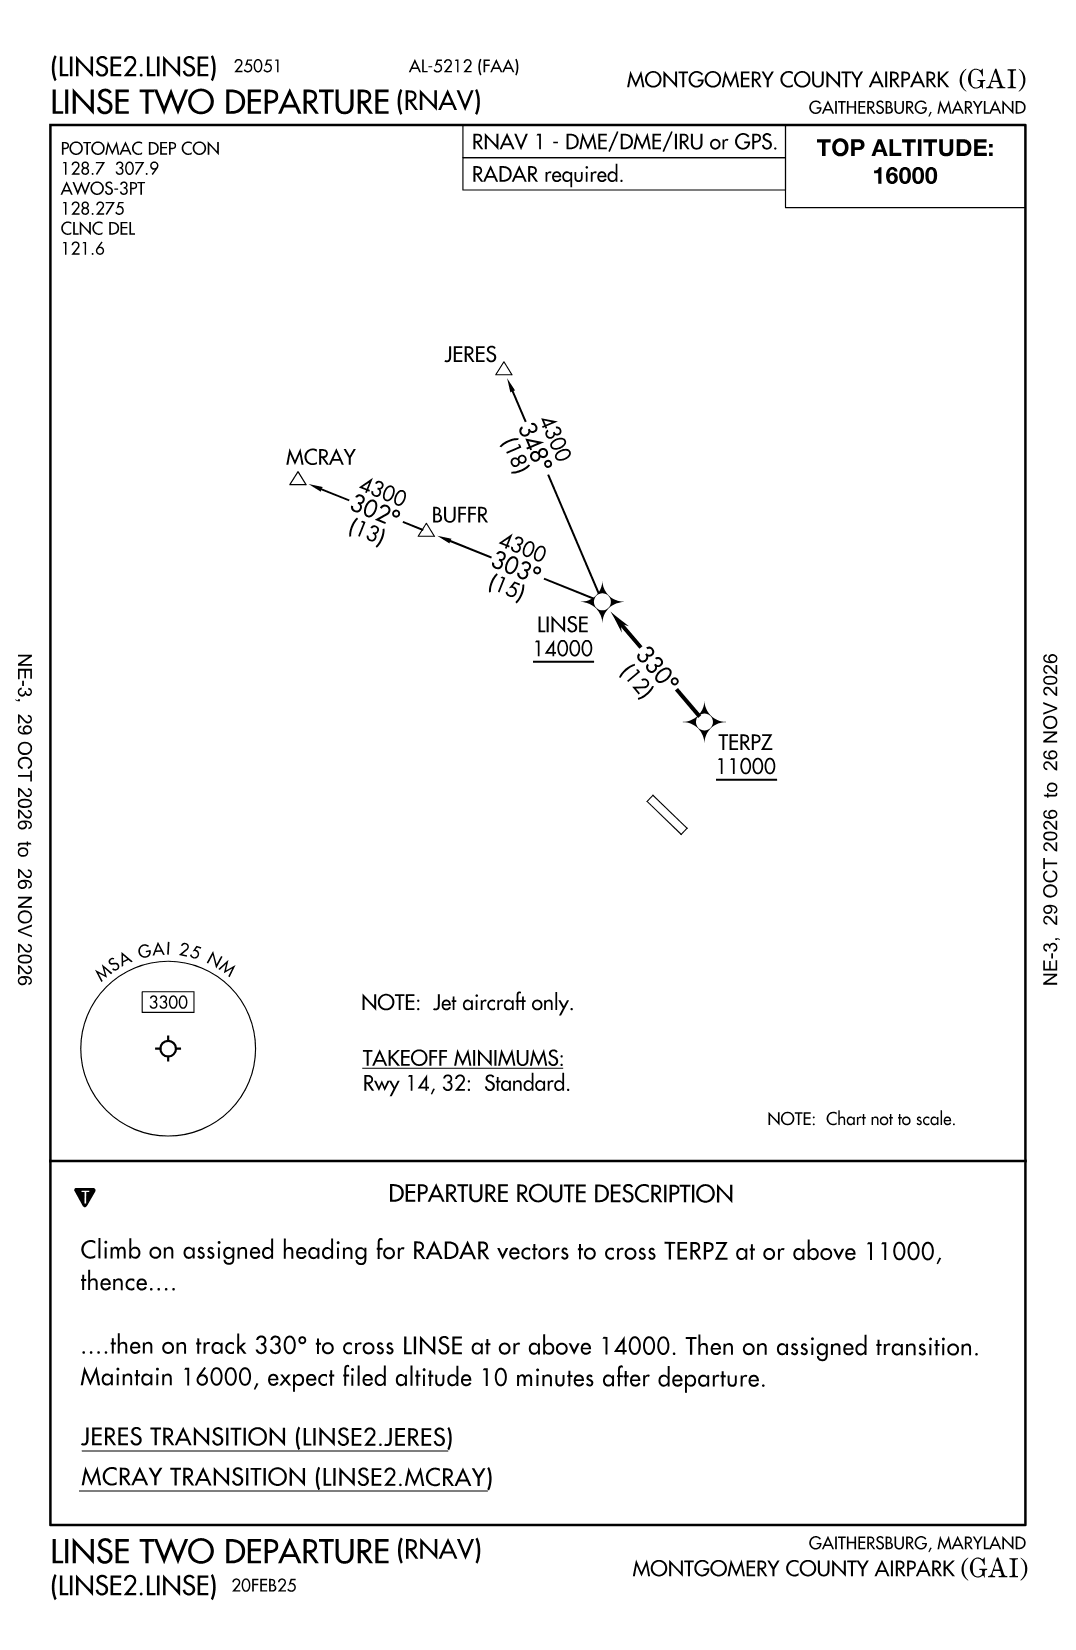 (LINSE2.LINSE) 25051 AL-5212 (FAA)
LINSE TWO DEPARTURE (RNAV)
MONTGOMERY COUNTY AIRPARK (GAI)
GAITHERSBURG, MARYLAND
POTOMAC DEP CON
128.7 307.9
AWOS-3PT
128.275
CLNC DEL
121.6
RNAV 1 - DME/DME/IRU or GPS.
RADAR required.
TOP ALTITUDE:
16000
JERES
4300
348°
(18)
MCRAY
4300
302°
(13)
BUFFR
4300
303°
(15)
LINSE
14000
330°
(12)
TERPZ
11000
NE-3, 29 OCT 2026 to 26 NOV 2026
NE-3, 29 OCT 2026 to 26 NOV 2026
MSA GAI 25 NM
3300
NOTE: Jet aircraft only.
TAKEOFF MINIMUMS:
Rwy 14, 32: Standard.
NOTE: Chart not to scale.
T
DEPARTURE ROUTE DESCRIPTION
Climb on assigned heading for RADAR vectors to cross TERPZ at or above 11000,
thence....
....then on track 330° to cross LINSE at or above 14000. Then on assigned transition.
Maintain 16000, expect filed altitude 10 minutes after departure.
JERES TRANSITION (LINSE2.JERES)
MCRAY TRANSITION (LINSE2.MCRAY)
LINSE TWO DEPARTURE (RNAV)
(LINSE2.LINSE) 20FEB25
GAITHERSBURG, MARYLAND
MONTGOMERY COUNTY AIRPARK (GAI)